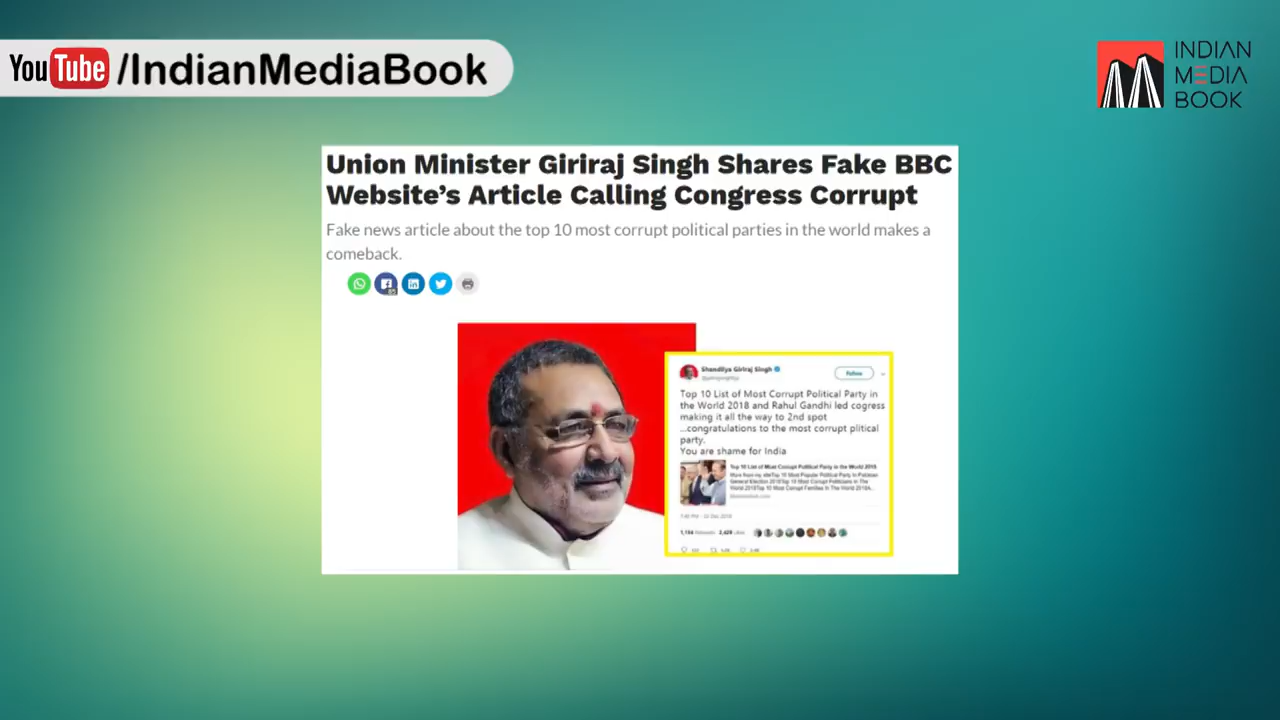 YouTube /IndianMediaBook
INDIAN
MEDIA
BOOK
Union Minister Giriraj Singh Shares Fake BBC
Website's Article Calling Congress Corrupt
Fake news article about the top 10 most corrupt political parties in the world makes a
comeback.
Shandilya Giriraj Singh
Follow
Top 10 List of Most Corrupt Political Party in
the World 2018 and Rahul Gandhi led cogress
making it all the way to 2nd spot
...congratulations to the most corrupt plitical
party.
You are shame for India
Top 10 List of Most Corrupt Political Party in the World 2018